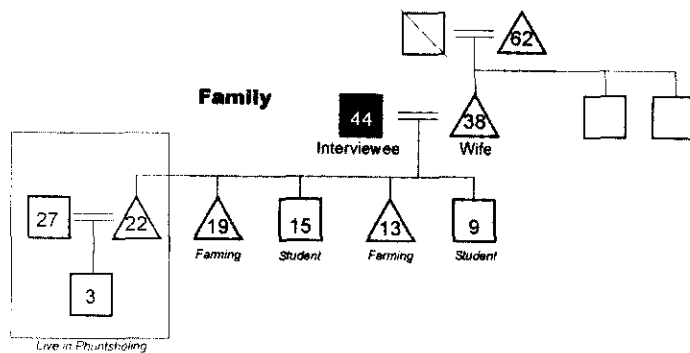 62
Family
44
38
Interviewee
Wife
27
22
19
15
13
9
Farming
Student
Farming
Student
3
Live in Phuntsholing